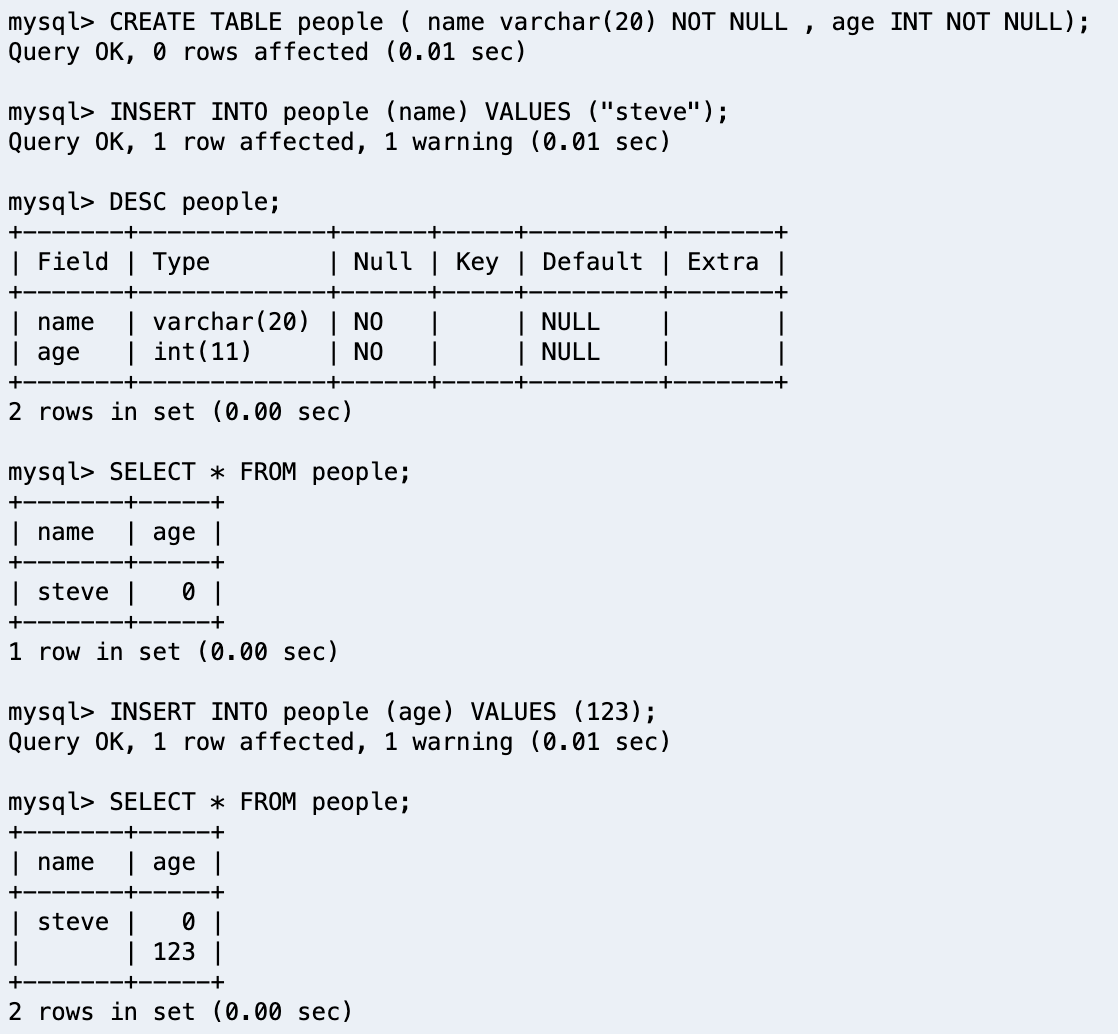 mysql> CREATE TABLE people ( name varchar(20) NOT NULL , age INT NOT NULL);
Query OK, 0 rows affected (0.01 sec)

mysql> INSERT INTO people (name) VALUES ("steve");
Query OK, 1 row affected, 1 warning (0.01 sec)

mysql> DESC people;
+-------+-------------+------+-----+---------+-------+
| Field | Type        | Null | Key | Default | Extra |
+-------+-------------+------+-----+---------+-------+
| name  | varchar(20) | NO   |     | NULL    |       |
| age   | int(11)     | NO   |     | NULL    |       |
+-------+-------------+------+-----+---------+-------+
2 rows in set (0.00 sec)

mysql> SELECT * FROM people;
+-------+-----+
| name  | age |
+-------+-----+
| steve |   0 |
+-------+-----+
1 row in set (0.00 sec)

mysql> INSERT INTO people (age) VALUES (123);
Query OK, 1 row affected, 1 warning (0.01 sec)

mysql> SELECT * FROM people;
+-------+-----+
| name  | age |
+-------+-----+
| steve |   0 |
|       | 123 |
+-------+-----+
2 rows in set (0.00 sec)